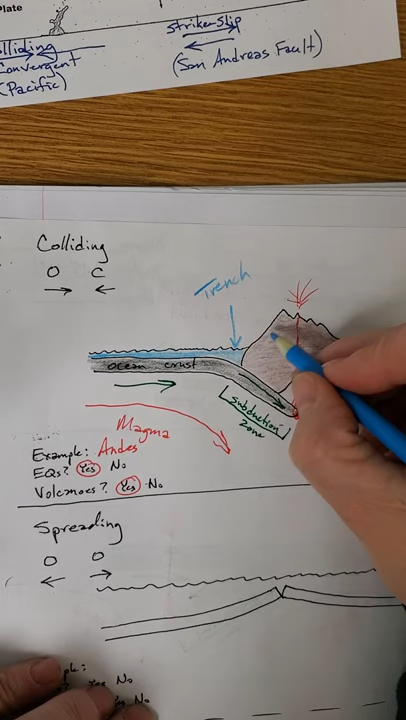 Plate
Colliding
Convergent
(Pacific)
strike-slip
(San Andreas Fault)
Colliding
O C
Trench
ocean crust
Subduction
Zone
Magma
Example: Andes
EQs? Yes No
Volcanoes? Yes No
Spreading
O O
Yes No
No